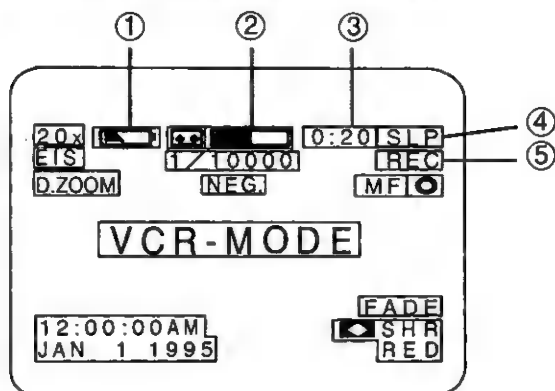 ① ② ③
20x 0:20 SLP ④
EIS 1/10000 REC ⑤
D.ZOOM NEG. MF
VCR-MODE
FADE
12:00:00AM SHR
JAN 1 1995 RED